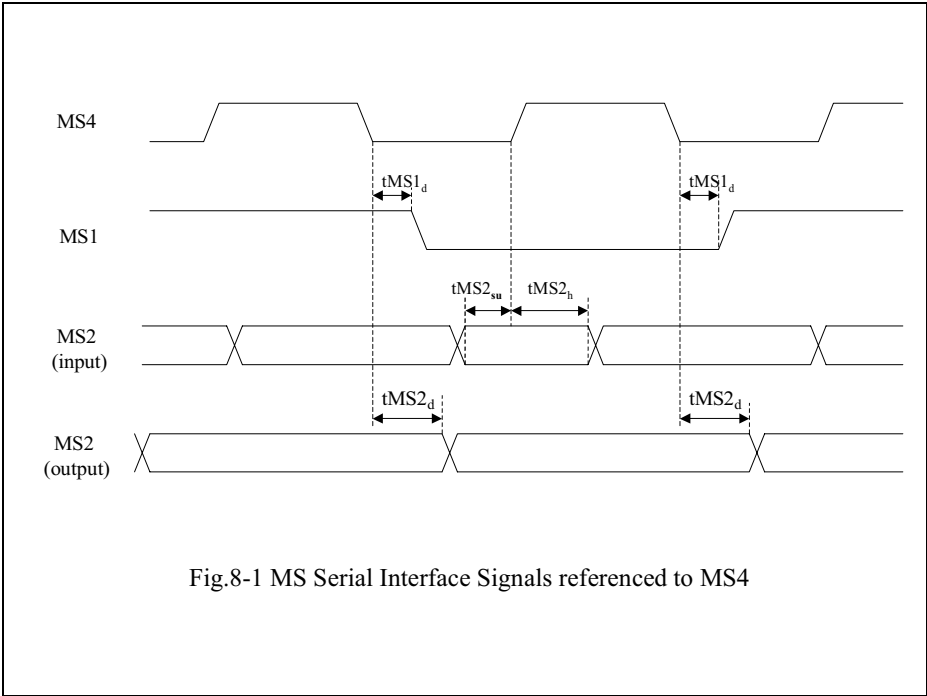 MS4
tMS1d
tMS1d
MS1
tMS2su
tMS2h
MS2
(input)
tMS2d
tMS2d
MS2
(output)
Fig.8-1 MS Serial Interface Signals referenced to MS4